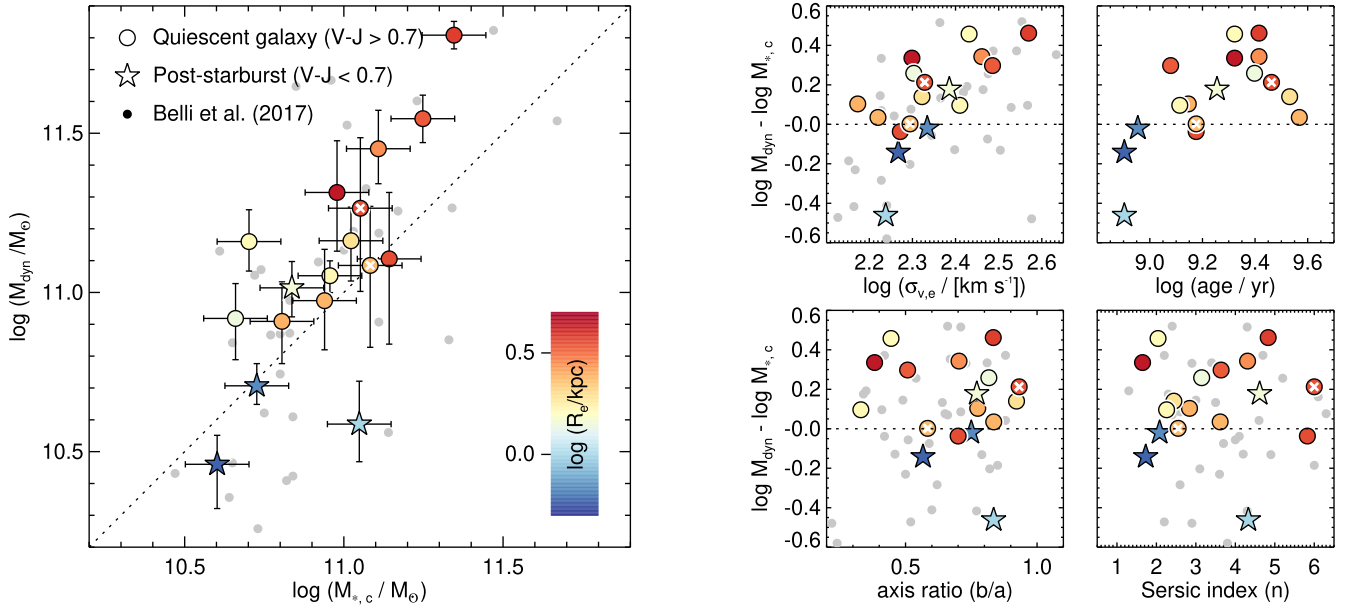 Quiescent galaxy (V-J > 0.7)
Post-starburst (V-J < 0.7)
Belli et al. (2017)
11.5
11.0
10.5
log (M_dyn /M_⊙)
10.5 11.0 11.5
log (M_*, c / M_⊙)
0.5
0.0
log (R_e/kpc)
0.6
0.4
0.2
-0.0
-0.2
-0.4
-0.6
log M_dyn - log M_*, c
2.2 2.3 2.4 2.5 2.6
log (σ_v,e / [km s⁻¹])
9.0 9.2 9.4 9.6
log (age / yr)
0.6
0.4
0.2
-0.0
-0.2
-0.4
-0.6
log M_dyn - log M_*, c
0.5 1.0
axis ratio (b/a)
1 2 3 4 5 6
Sersic index (n)